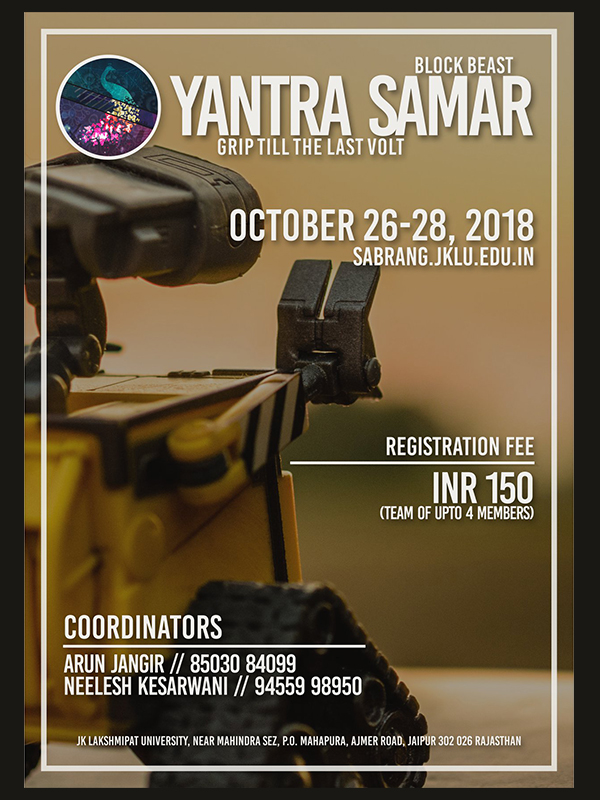 BLOCK BEAST
YANTRA SAMAR
GRIP TILL THE LAST VOLT
OCTOBER 26-28, 2018
SABRANG.JKLU.EDU.IN
REGISTRATION FEE
INR 150
(TEAM OF UPTO 4 MEMBERS)
COORDINATORS
ARUN JANGIR // 85030 84099
NEELESH KESARWANI // 94559 98950
JK LAKSHMIPAT UNIVERSITY, NEAR MAHINDRA SEZ, P.O. MAHAPURA, AJMER ROAD, JAIPUR 302 026 RAJASTHAN